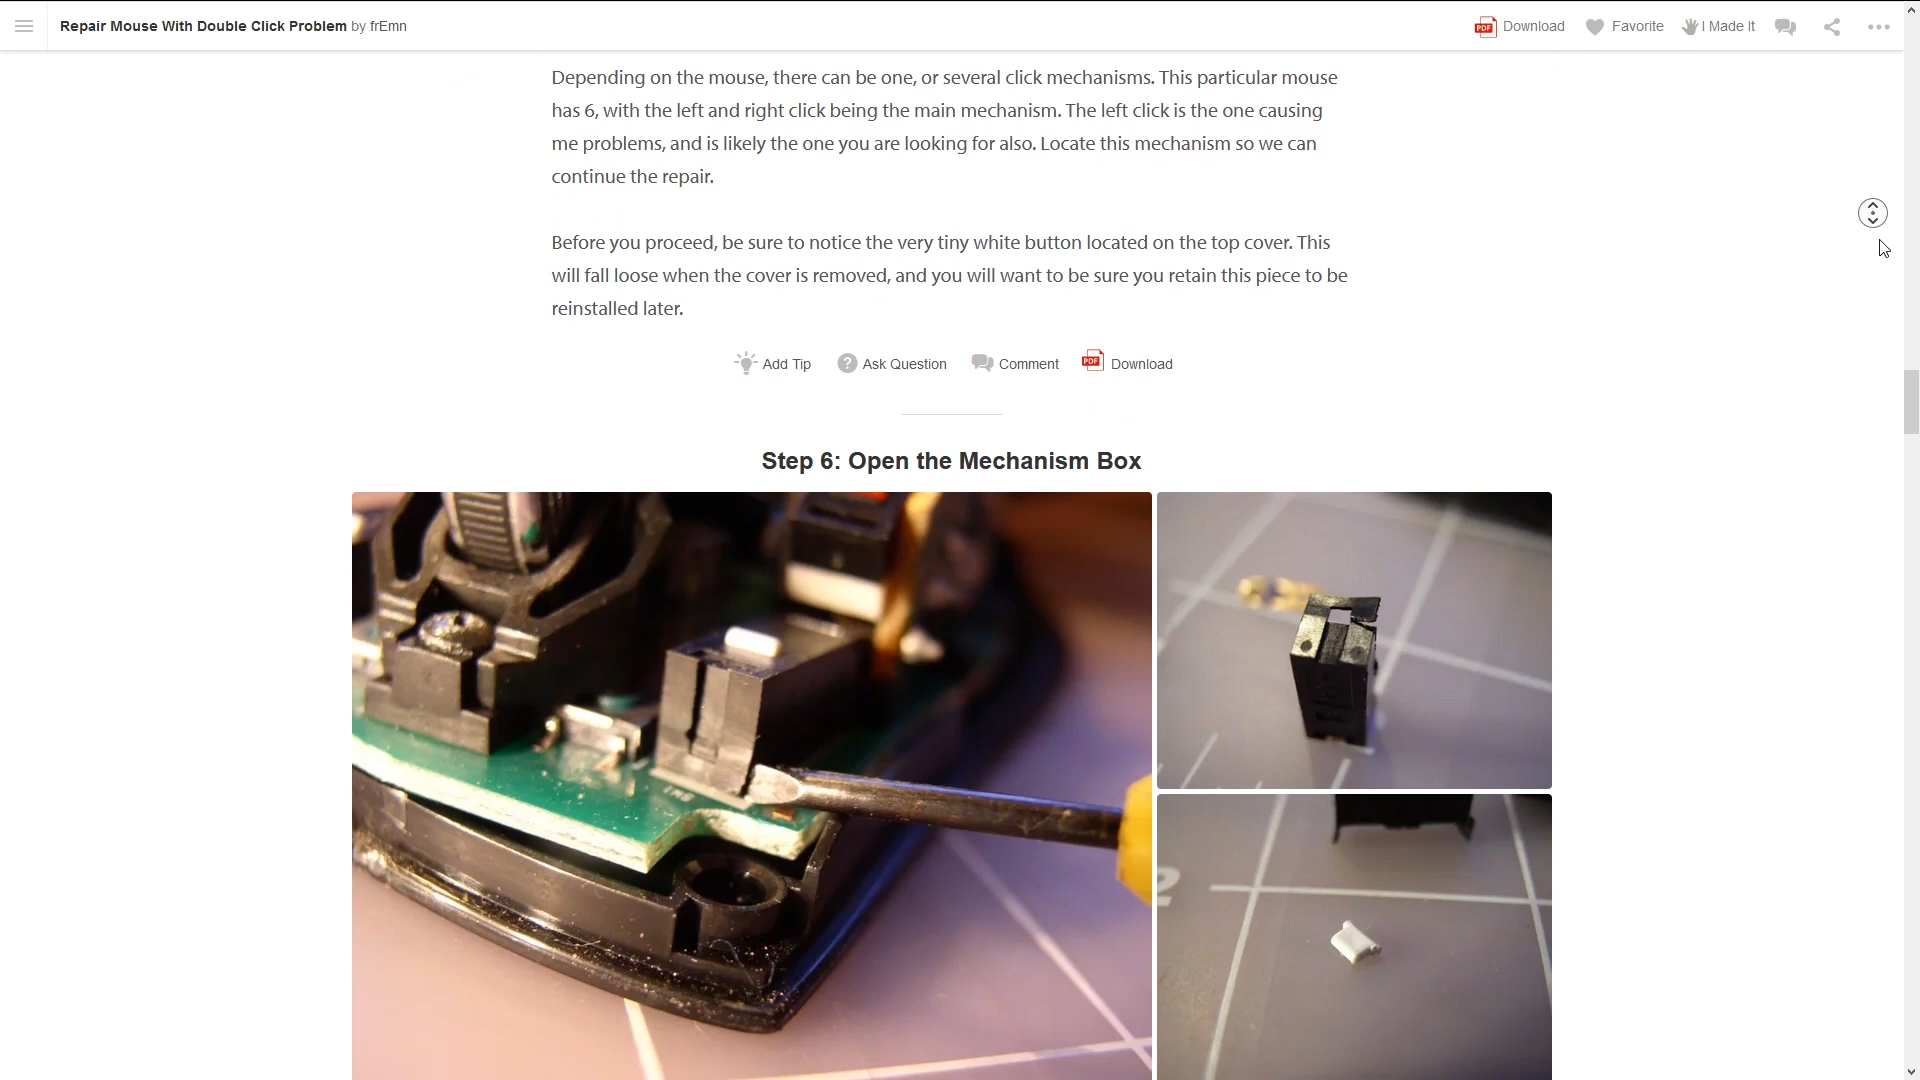 Repair Mouse With Double Click Problem by frEmn
PDF Download Favorite I Made It
Depending on the mouse, there can be one, or several click mechanisms. This particular mouse
has 6, with the left and right click being the main mechanism. The left click is the one causing
me problems, and is likely the one you are looking for also. Locate this mechanism so we can
continue the repair.
Before you proceed, be sure to notice the very tiny white button located on the top cover. This
will fall loose when the cover is removed, and you will want to be sure you retain this piece to be
reinstalled later.
? Add Tip Ask Question Comment PDF Download
Step 6: Open the Mechanism Box
SW1
2